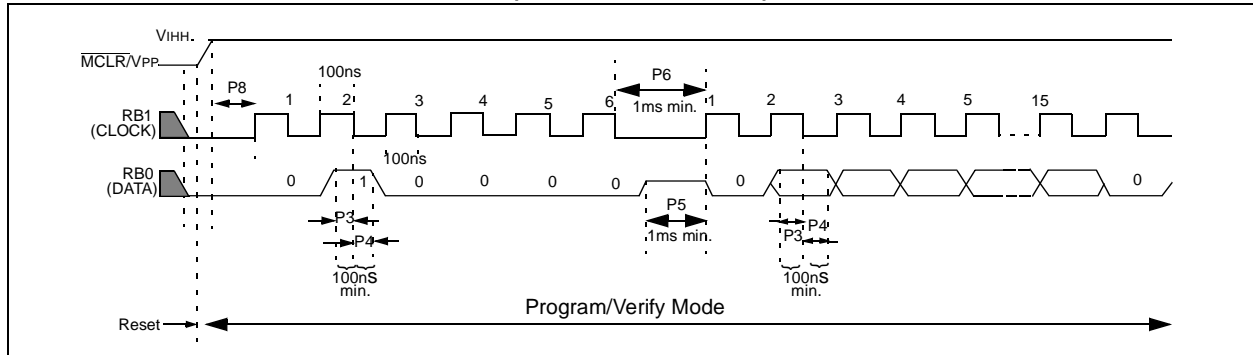 VIHH
MCLR/VPP
P8
100ns
P6
1ms min.
1 2 3 4 5 6 1 2 3 4 5 15
RB1
(CLOCK)
100ns
RB0
(DATA)
0 1 0 0 0 0 0 0
P5
1ms min.
P3
P4
100ns
min.
P3
P4
100ns
min.
Program/Verify Mode
Reset